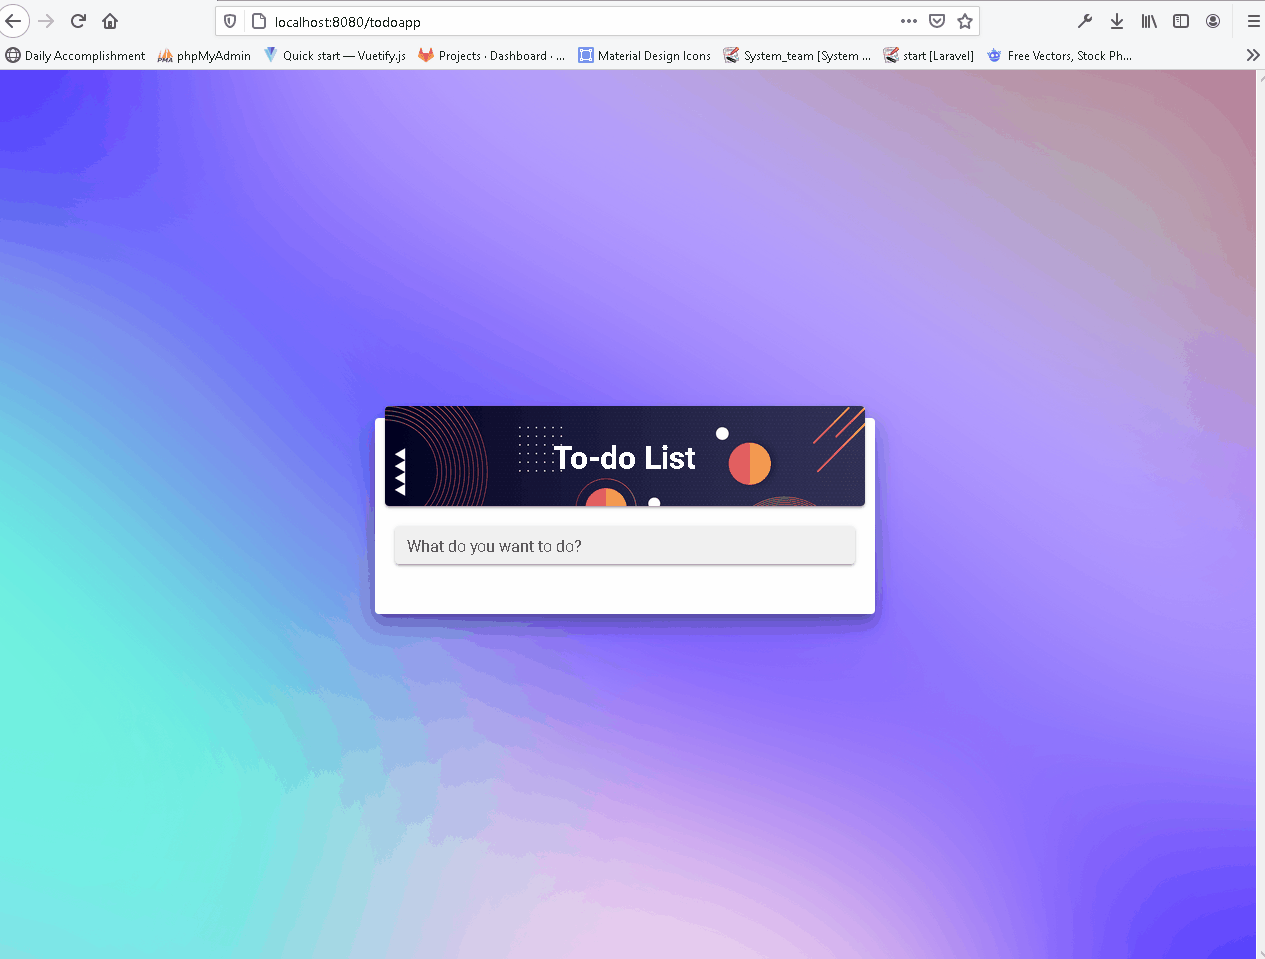 localhost:8080/todoapp
Daily Accomplishment phpMyAdmin Quick start — Vuetify.js Projects · Dashboard · ... Material Design Icons System_team [System ... start [Laravel] Free Vectors, Stock Ph...
To-do List
What do you want to do?